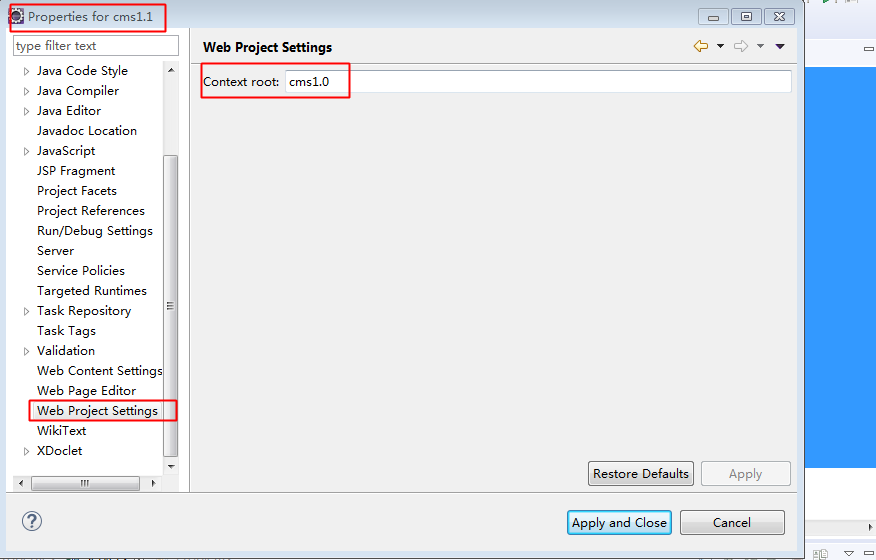 Properties for cms1.1
type filter text
Java Code Style
Java Compiler
Java Editor
Javadoc Location
JavaScript
JSP Fragment
Project Facets
Project References
Run/Debug Settings
Server
Service Policies
Targeted Runtimes
Task Repository
Task Tags
Validation
Web Content Settings
Web Page Editor
Web Project Settings
WikiText
XDoclet
Web Project Settings
Context root: cms1.0
Restore Defaults
Apply
Apply and Close
Cancel